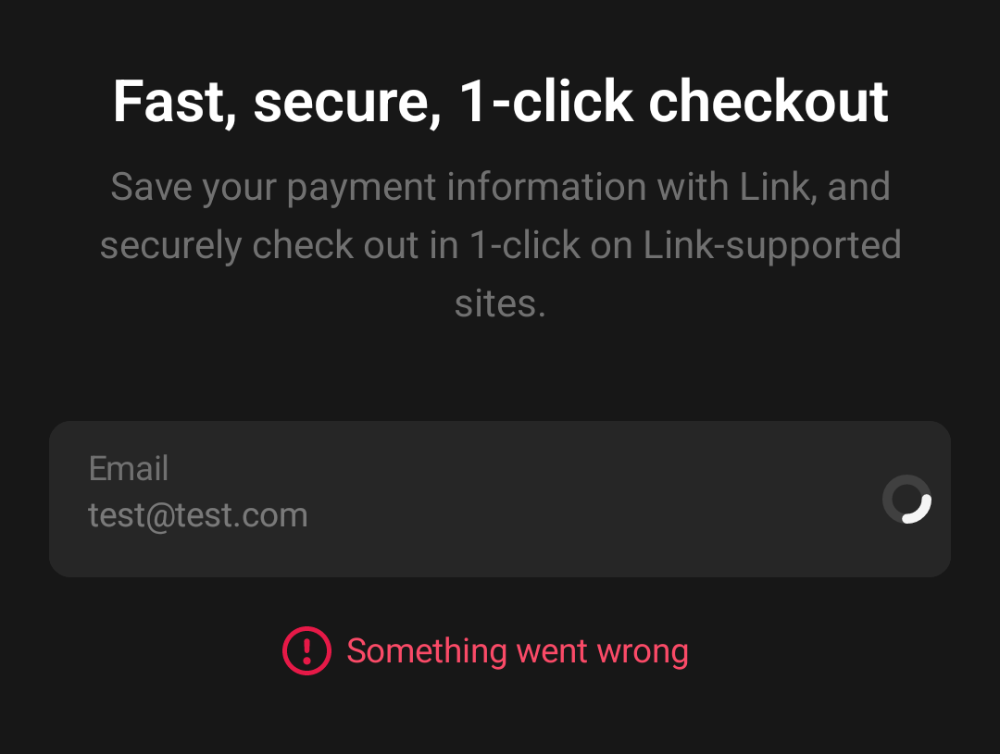 Fast, secure, 1-click checkout
Save your payment information with Link, and
securely check out in 1-click on Link-supported
sites.
Email
test@test.com
Something went wrong